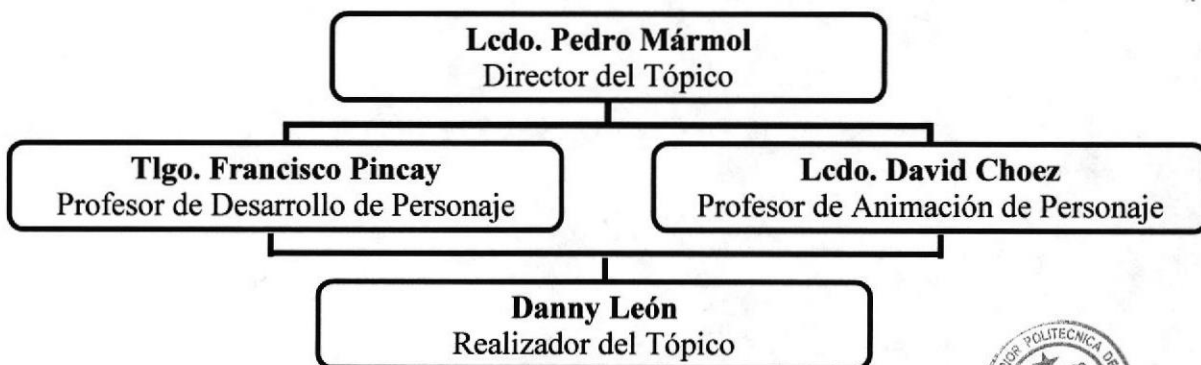 Lcdo. Pedro Mármol
Director del Tópico
Tlgo. Francisco Pincay
Profesor de Desarrollo de Personaje
Lcdo. David Choez
Profesor de Animación de Personaje
Danny León
Realizador del Tópico
POLITECNICA